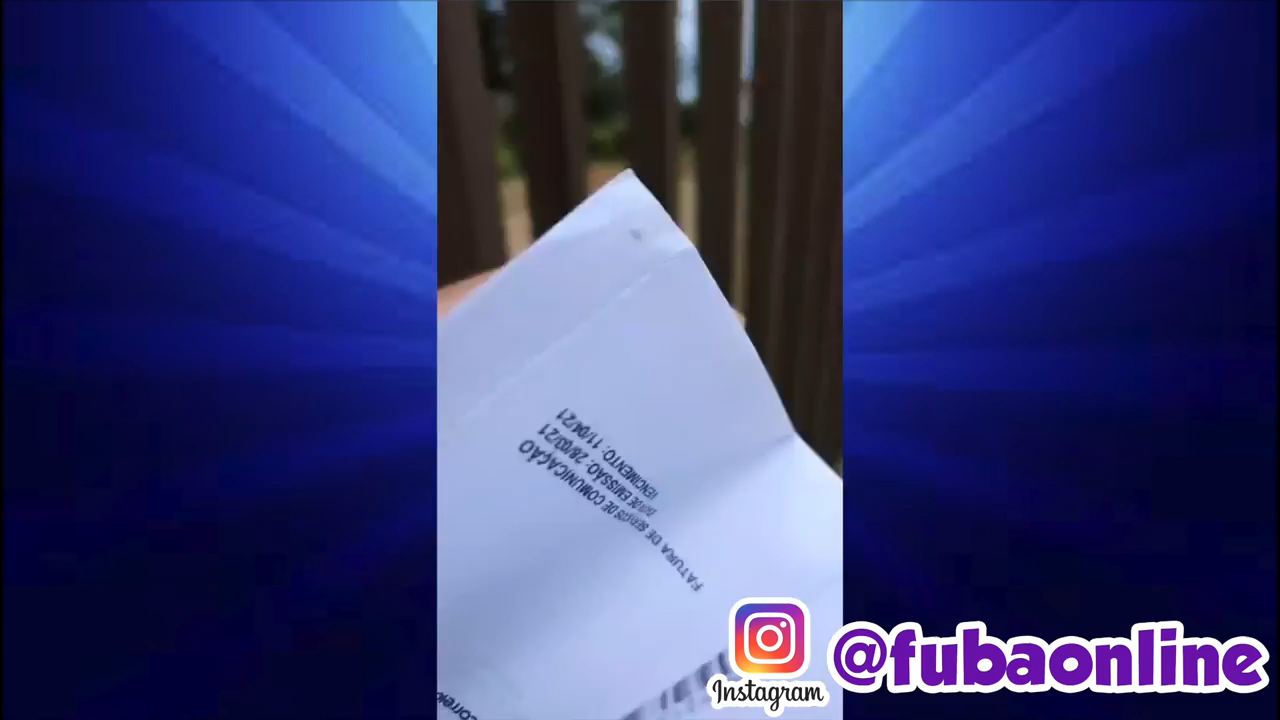 FATURA DE SERVIÇOS DE COMUNICAÇÃO
DATA DE EMISSÃO: 28/03/21
VENCIMENTO: 11/04/21
Instagram
@fubaonline